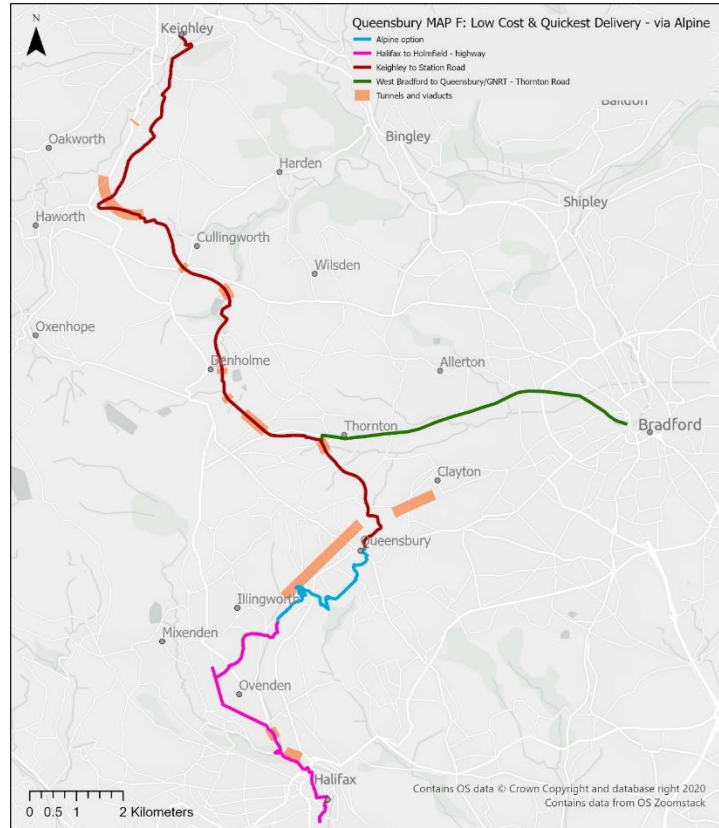 Queensbury MAP F: Low Cost & Quickest Delivery - via Alpine
Alpine option
Halifax to Holmfield - highway
Keighley to Station Road
West Bradford to Queensbury/GNRT - Thornton Road
Tunnels and viaducts
N
Keighley
Baildon
Bingley
Oakworth
Harden
Shipley
Haworth
Cullingworth
Wilsden
Oxenhope
Denholme
Allerton
Thornton
Bradford
Clayton
Queensbury
Illingworth
Mixenden
Ovenden
Halifax
0 0.5 1 2 Kilometers
Contains OS data © Crown Copyright and database right 2020
Contains data from OS Zoomstack